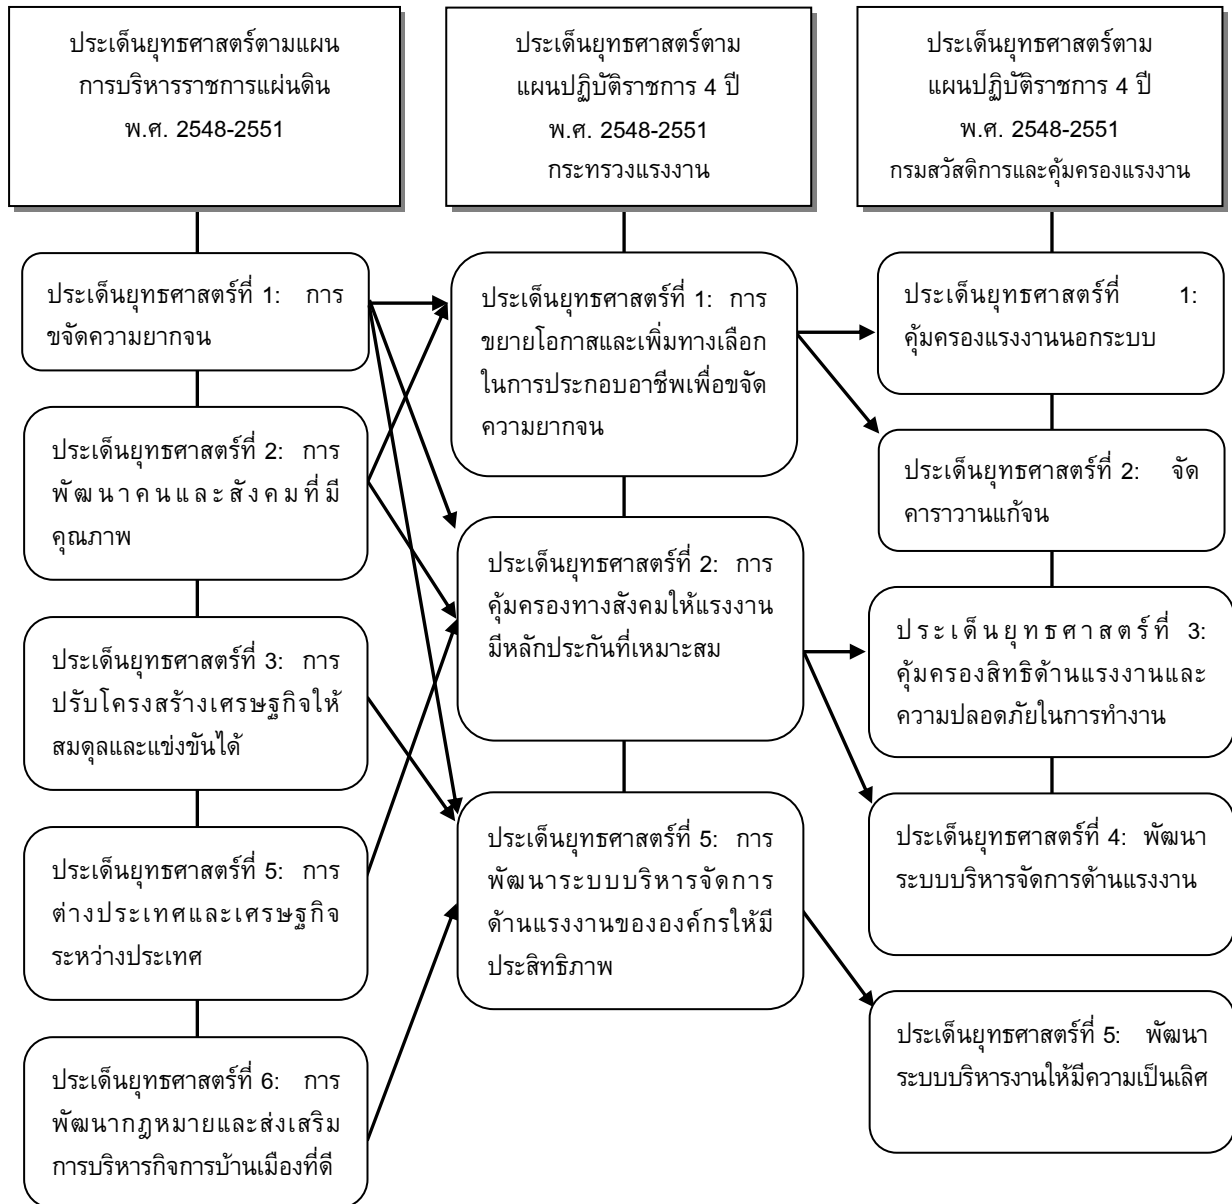 ประเด็นยุทธศาสตร์ตามแผน
การบริหารราชการแผ่นดิน
พ.ศ. 2548-2551
ประเด็นยุทธศาสตร์ตาม
แผนปฏิบัติราชการ 4 ปี
พ.ศ. 2548-2551
กระทรวงแรงงาน
ประเด็นยุทธศาสตร์ตาม
แผนปฏิบัติราชการ 4 ปี
พ.ศ. 2548-2551
กรมสวัสดิการและคุ้มครองแรงงาน
ประเด็นยุทธศาสตร์ที่ 1: การ
ขจัดความยากจน
ประเด็นยุทธศาสตร์ที่ 2: การ
พัฒนาคนและสังคมที่มี
คุณภาพ
ประเด็นยุทธศาสตร์ที่ 3: การ
ปรับโครงสร้างเศรษฐกิจให้
สมดุลและแข่งขันได้
ประเด็นยุทธศาสตร์ที่ 5: การ
ต่างประเทศและเศรษฐกิจ
ระหว่างประเทศ
ประเด็นยุทธศาสตร์ที่ 6: การ
พัฒนากฎหมายและส่งเสริม
การบริหารกิจการบ้านเมืองที่ดี
ประเด็นยุทธศาสตร์ที่ 1: การ
ขยายโอกาสและเพิ่มทางเลือก
ในการประกอบอาชีพเพื่อขจัด
ความยากจน
ประเด็นยุทธศาสตร์ที่ 2: การ
คุ้มครองทางสังคมให้แรงงาน
มีหลักประกันที่เหมาะสม
ประเด็นยุทธศาสตร์ที่ 5: การ
พัฒนาระบบบริหารจัดการ
ด้านแรงงานขององค์กรให้มี
ประสิทธิภาพ
ประเด็นยุทธศาสตร์ที่ 1:
คุ้มครองแรงงานนอกระบบ
ประเด็นยุทธศาสตร์ที่ 2: จัด
คาราวานแก้จน
ประเด็นยุทธศาสตร์ที่ 3:
คุ้มครองสิทธิด้านแรงงานและ
ความปลอดภัยในการทำงาน
ประเด็นยุทธศาสตร์ที่ 4: พัฒนา
ระบบบริหารจัดการด้านแรงงาน
ประเด็นยุทธศาสตร์ที่ 5: พัฒนา
ระบบบริหารงานให้มีความเป็นเลิศ